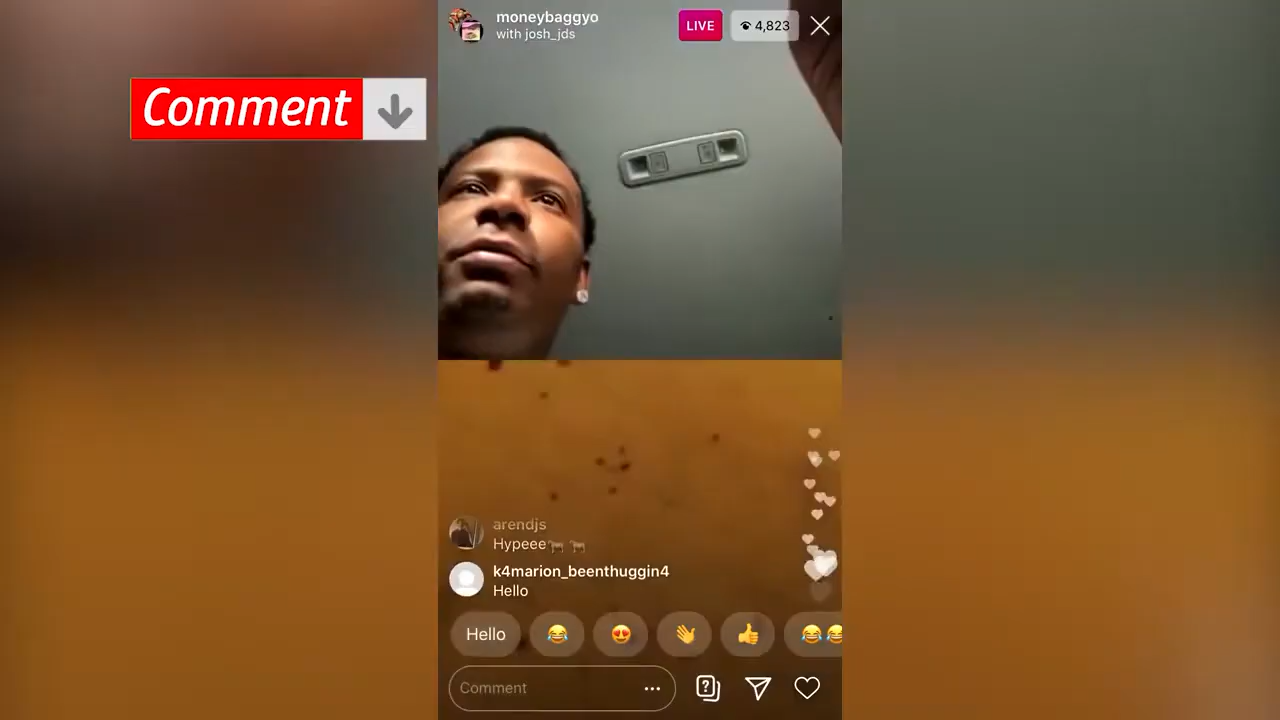 moneybaggyo
with josh_jds
LIVE
4,823
Comment
arendjs
Hypeee🐎 🐎
k4marion_beenthuggin4
Hello
Hello
😂
😍
👋
👍
😂😂
Comment